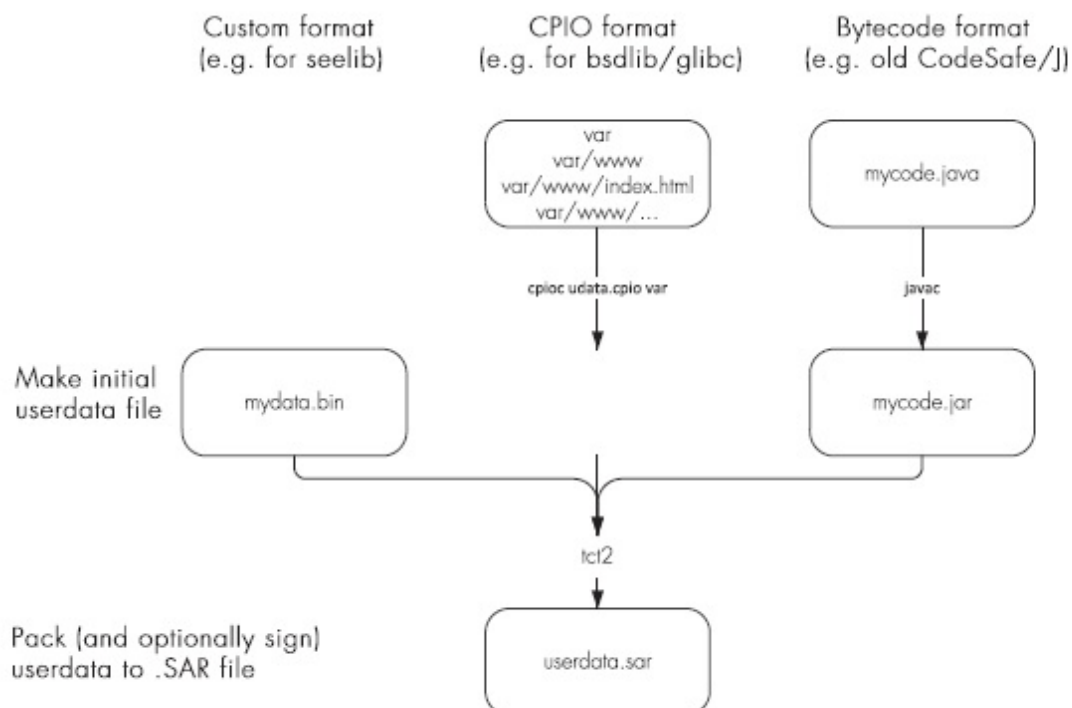 Custom format
(e.g. for seelib)
CPIO format
(e.g. for bsdlib/glibc)
Bytecode format
(e.g. old CodeSafe/J)
var
var/www
var/www/index.html
var/www/...
mycode.java
cpioc udata.cpio var
javac
Make initial
userdata file
mydata.bin
mycode.jar
tct2
Pack (and optionally sign)
userdata to .SAR file
userdata.sar